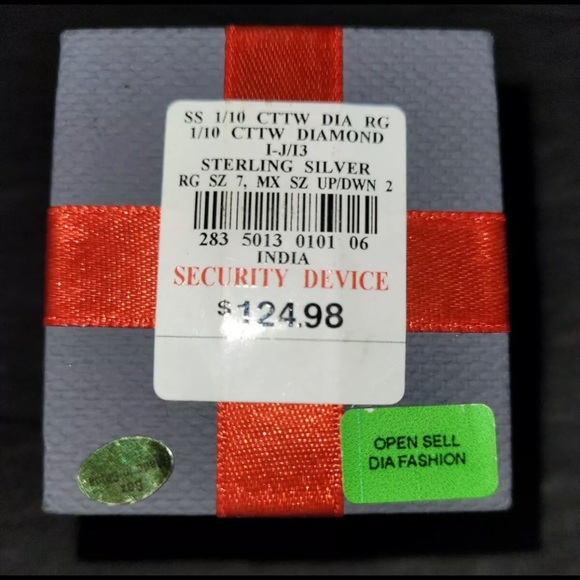 SS 1/10 CTTW DIA RG
1/10 CTTW DIAMOND
I-J/I3
STERLING SILVER
RG SZ 7, MX SZ UP/DWN 2
283 5013 0101 06
INDIA
SECURITY DEVICE
$124.98
OPEN SELL
DIA FASHION